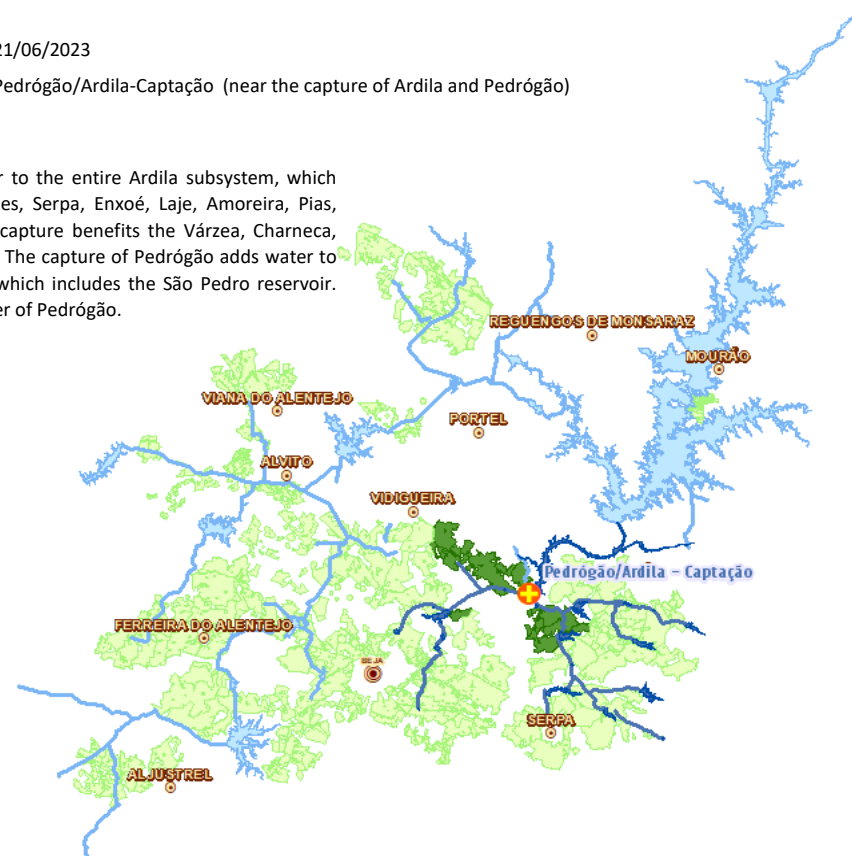 21/06/2023
Pedrógão/Ardila-Captação (near the capture of Ardila and Pedrógão)
r to the entire Ardila subsystem, which
es, Serpa, Enxoé, Laje, Amoreira, Pias,
capture benefits the Várzea, Charneca,
The capture of Pedrógão adds water to
which includes the São Pedro reservoir.
er of Pedrógão.
REGUENGOS DE MONSARAZ
MOURÃO
VIANA DO ALENTEJO
PORTEL
ALVITO
VIDIGUEIRA
Pedrógão/Ardila - Captação
FERREIRA DO ALENTEJO
BEJA
SERPA
ALJUSTREL